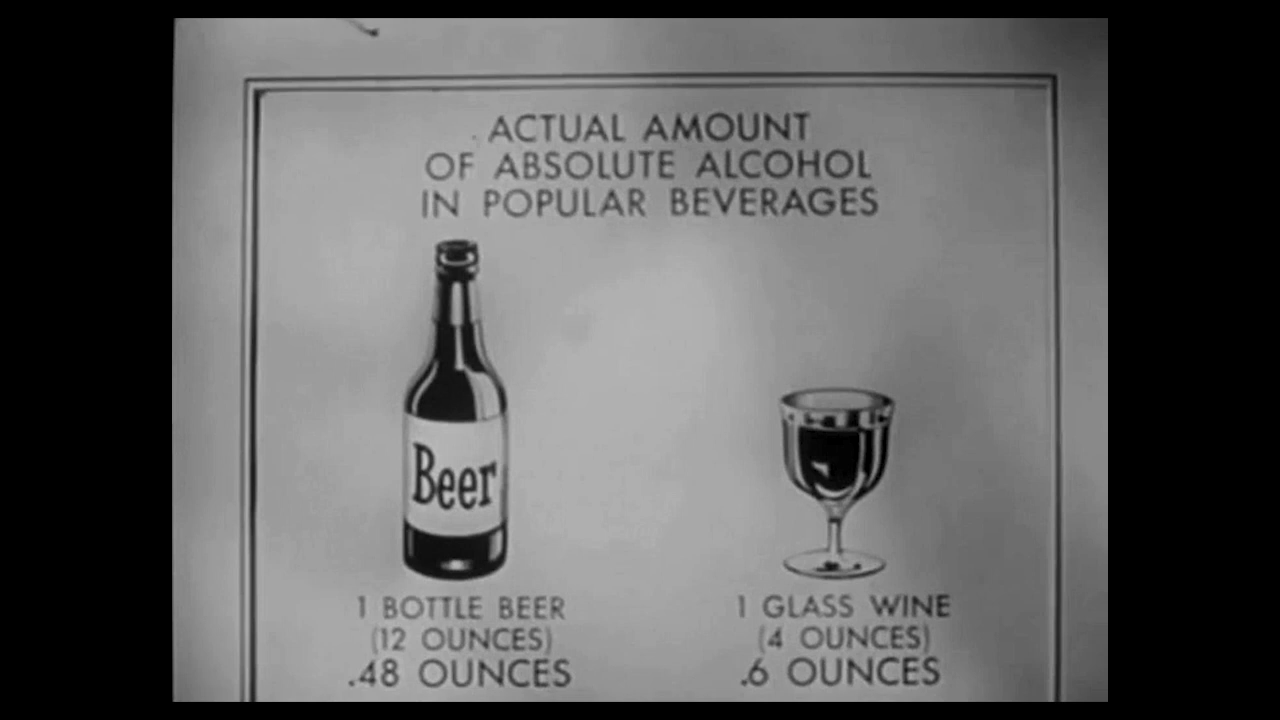 ACTUAL AMOUNT
OF ABSOLUTE ALCOHOL
IN POPULAR BEVERAGES
Beer
1 BOTTLE BEER
(12 OUNCES)
.48 OUNCES
1 GLASS WINE
(4 OUNCES)
.6 OUNCES